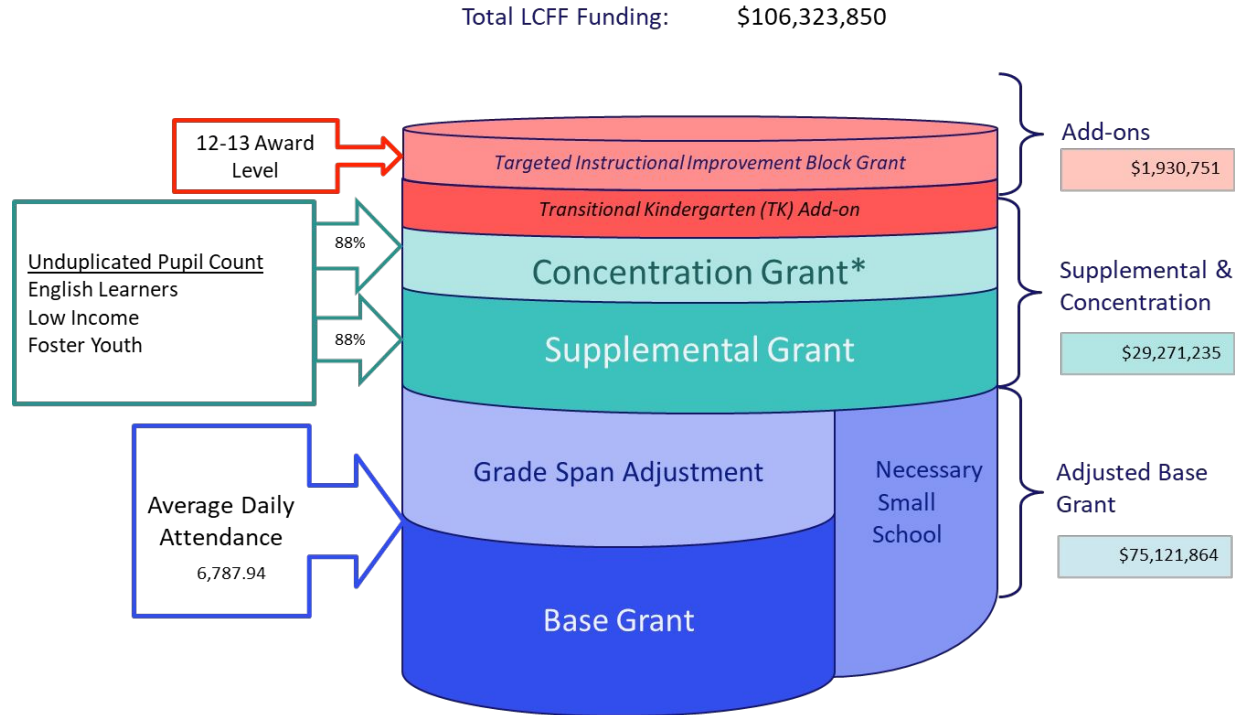 Total LCFF Funding: $106,323,850
12-13 Award
Level
Targeted Instructional Improvement Block Grant
Add-ons
$1,930,751
Transitional Kindergarten (TK) Add-on
Unduplicated Pupil Count
English Learners
Low Income
Foster Youth
88%
88%
Concentration Grant*
Supplemental Grant
Supplemental &
Concentration
$29,271,235
Average Daily
Attendance
6,787.94
Grade Span Adjustment
Necessary
Small
School
Base Grant
Adjusted Base
Grant
$75,121,864